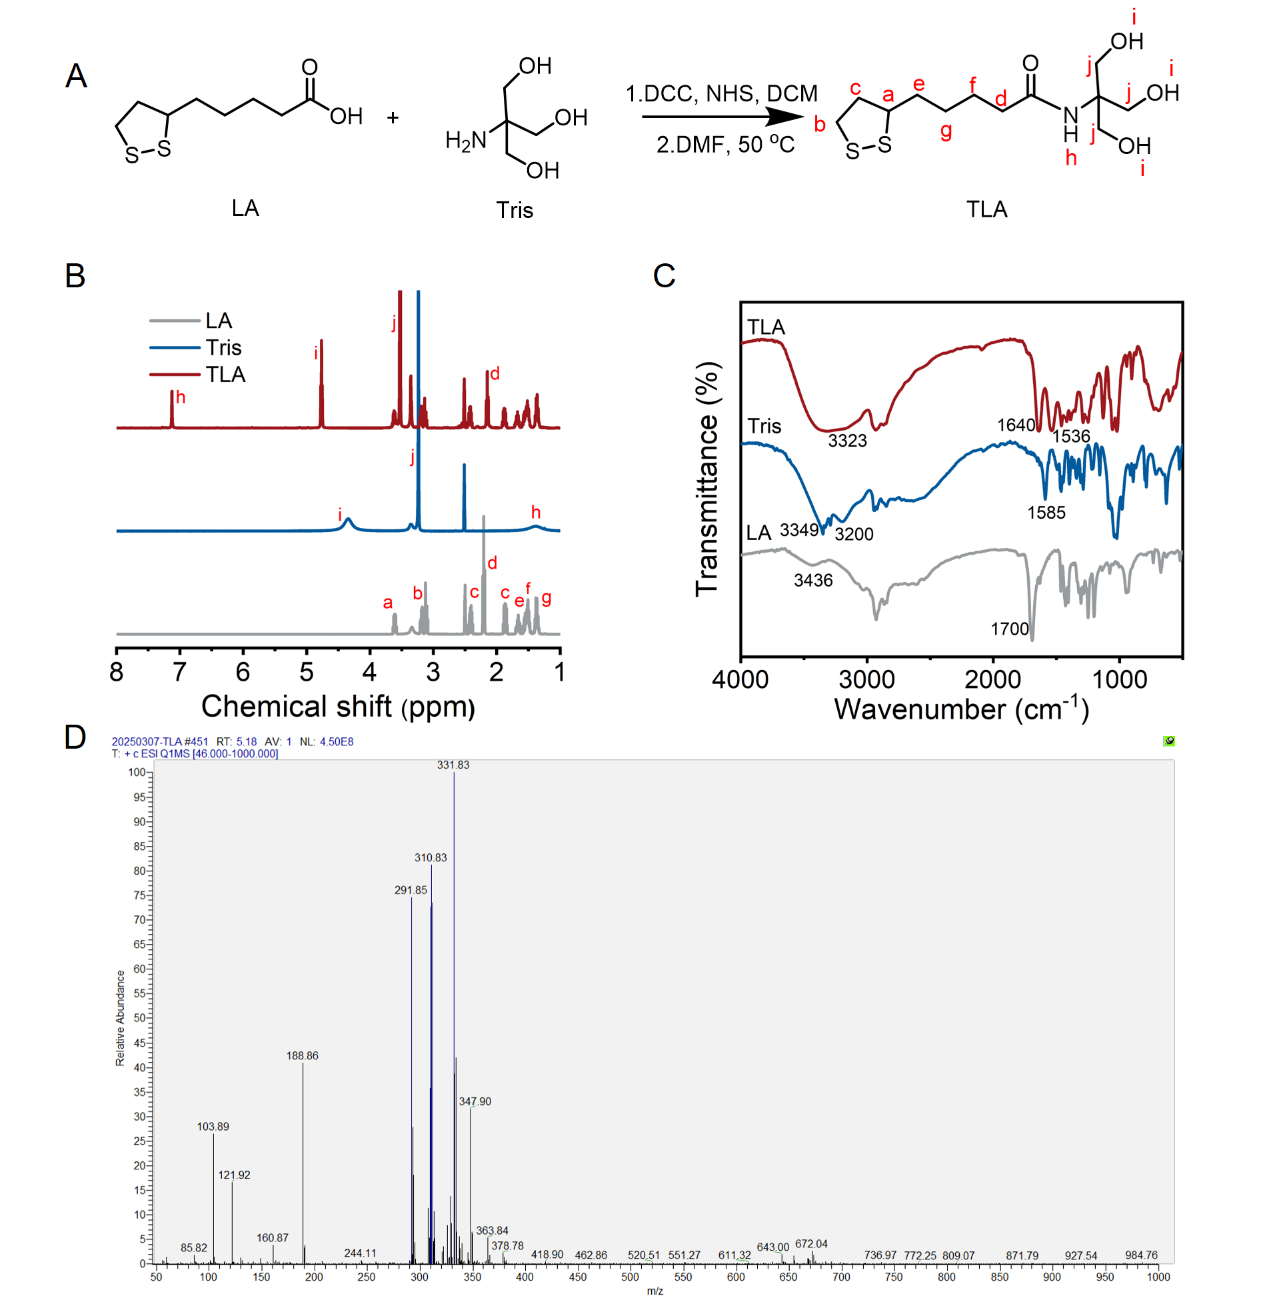 A
O
OH
S
S
LA
+
OH
OH
H2N
OH
Tris
1.DCC, NHS, DCM
2.DMF, 50 °C
i
OH
j
i
O
OH
j
c
e
f
a
d
b
g
N
H
h
j
OH
i
S
S
TLA
B
LA
Tris
TLA
h
i
j
d
i
j
h
a
b
c
d
c
e
f
g
8
7
6
5
4
3
2
1
Chemical shift (ppm)
C
Transmittance (%)
TLA
3323
1640
1536
Tris
3349
3200
1585
LA
3436
1700
4000
3000
2000
1000
Wavenumber (cm-1)
D
20250307-TLA #451 RT: 5.18 AV: 1 NL: 4.50E8
T: + c ESI Q1MS [46.000-1000.000]
Relative Abundance
100
95
90
85
80
75
70
65
60
55
50
45
40
35
30
25
20
15
10
5
0
331.83
310.83
291.85
188.86
347.90
103.89
121.92
160.87
85.82
244.11
363.84
378.78
418.90
462.86
520.51
551.27
611.32
643.00
672.04
736.97
772.25
809.07
871.79
927.54
984.76
50
100
150
200
250
300
350
400
450
500
550
600
650
700
750
800
850
900
950
1000
m/z